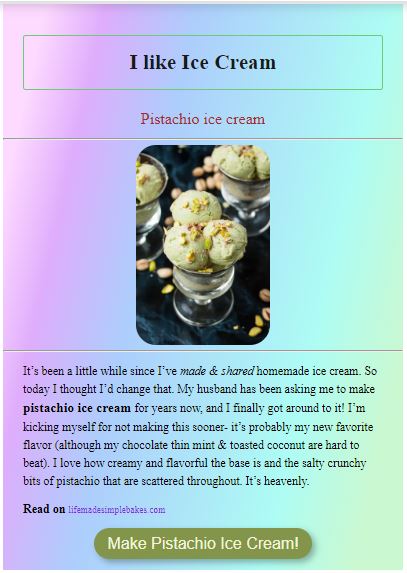 I like Ice Cream
Pistachio ice cream
It's been a little while since I've made & shared homemade ice cream. So
today I thought I'd change that. My husband has been asking me to make
pistachio ice cream for years now, and I finally got around to it! I'm
kicking myself for not making this sooner- it's probably my new favorite
flavor (although my chocolate thin mint & toasted coconut are hard to
beat). I love how creamy and flavorful the base is and the salty crunchy
bits of pistachio that are scattered throughout. It's heavenly.
Read on lifemadesimplebakes.com
Make Pistachio Ice Cream!